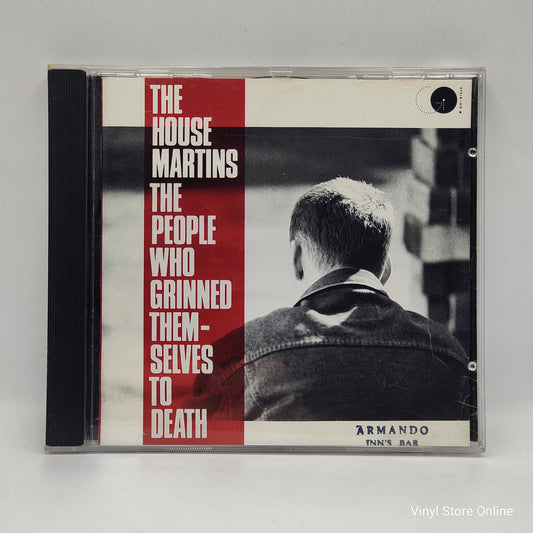 THE
HOUSE
MARTINS
THE
PEOPLE
WHO
GRINNED
THEM-
SELVES
TO
DEATH
ARMANDO
INN'S BAR
Vinyl Store Online